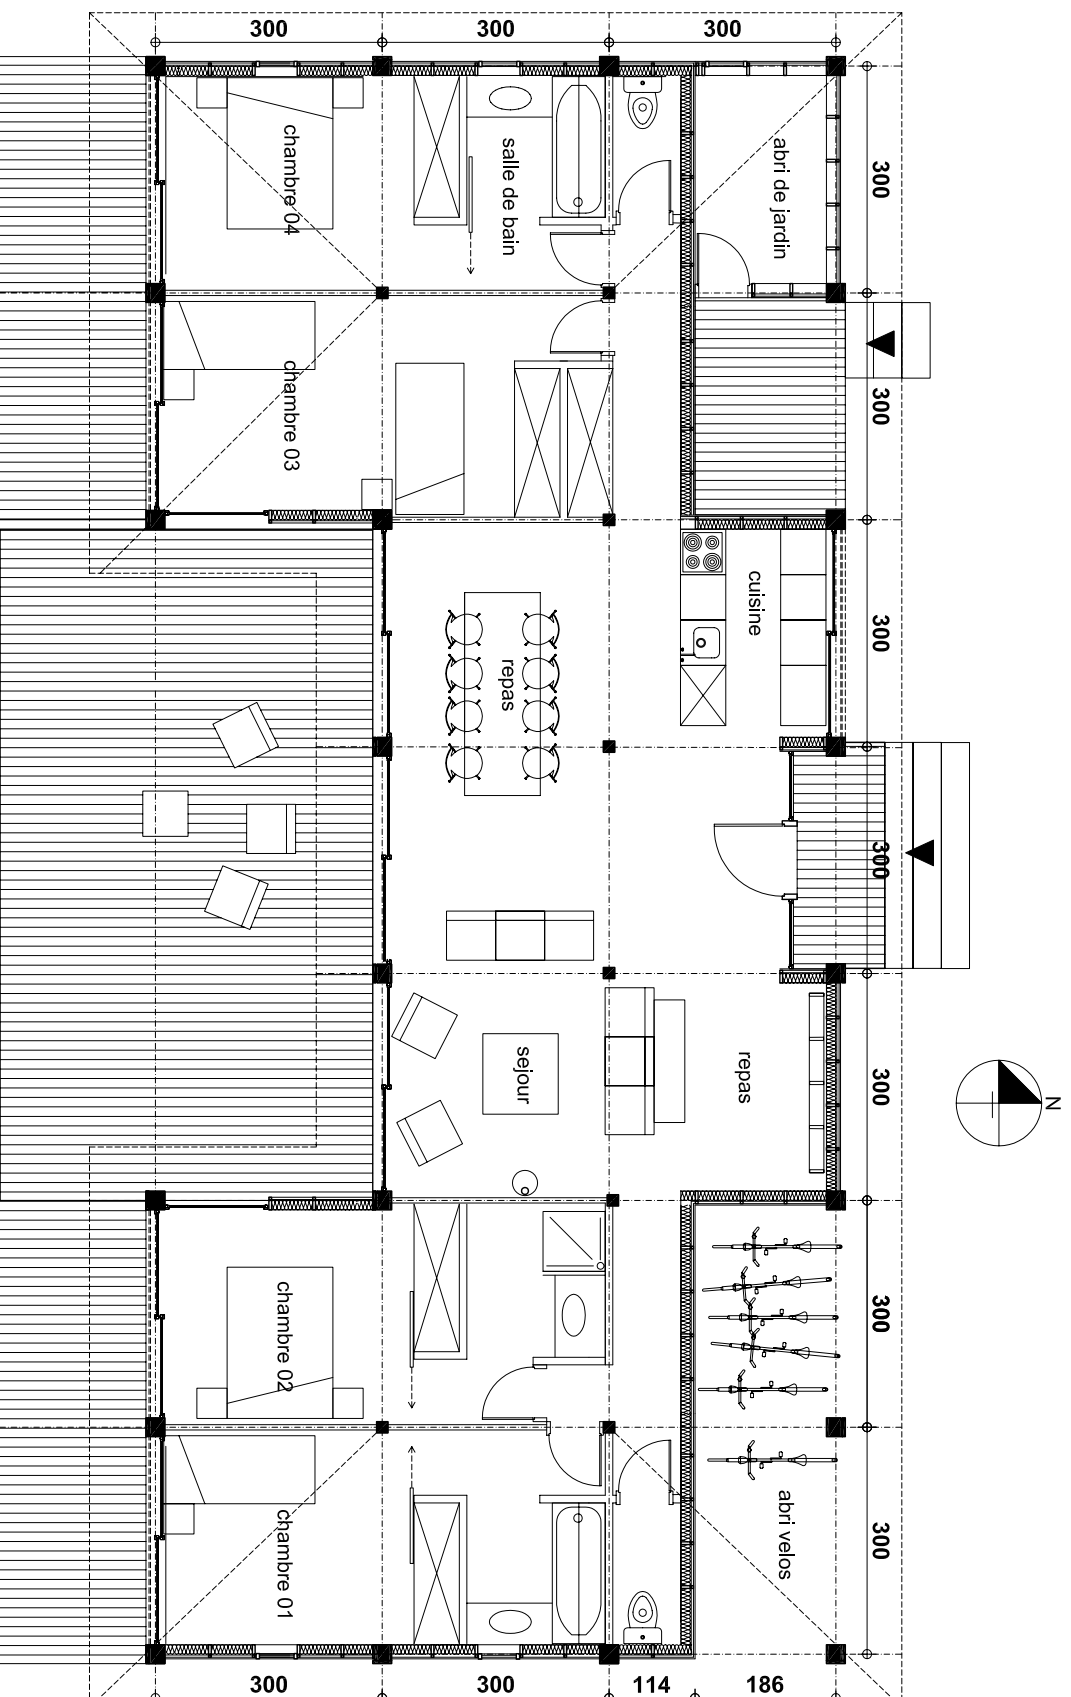 300
300
300
chambre 04
salle de bain
abri de jardin
300
300
chambre 03
cuisine
300
repas
300
N
sejour
repas
300
chambre 02
300
chambre 01
abri velos
300
300
300
114
186